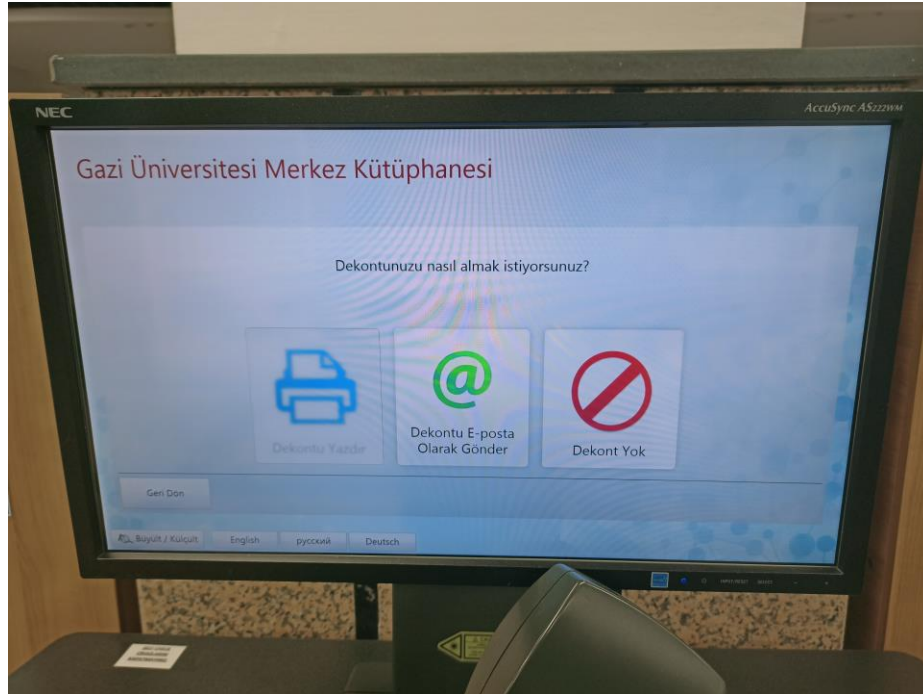 NEC
AccuSync AS222WM
Gazi Üniversitesi Merkez Kütüphanesi
Dekontunuzu nasıl almak istiyorsunuz?
Dekontu Yazdır
@
Dekontu E-posta
Olarak Gönder
Dekont Yok
Geri Dön
Büyült / Küçült
English
русский
Deutsch